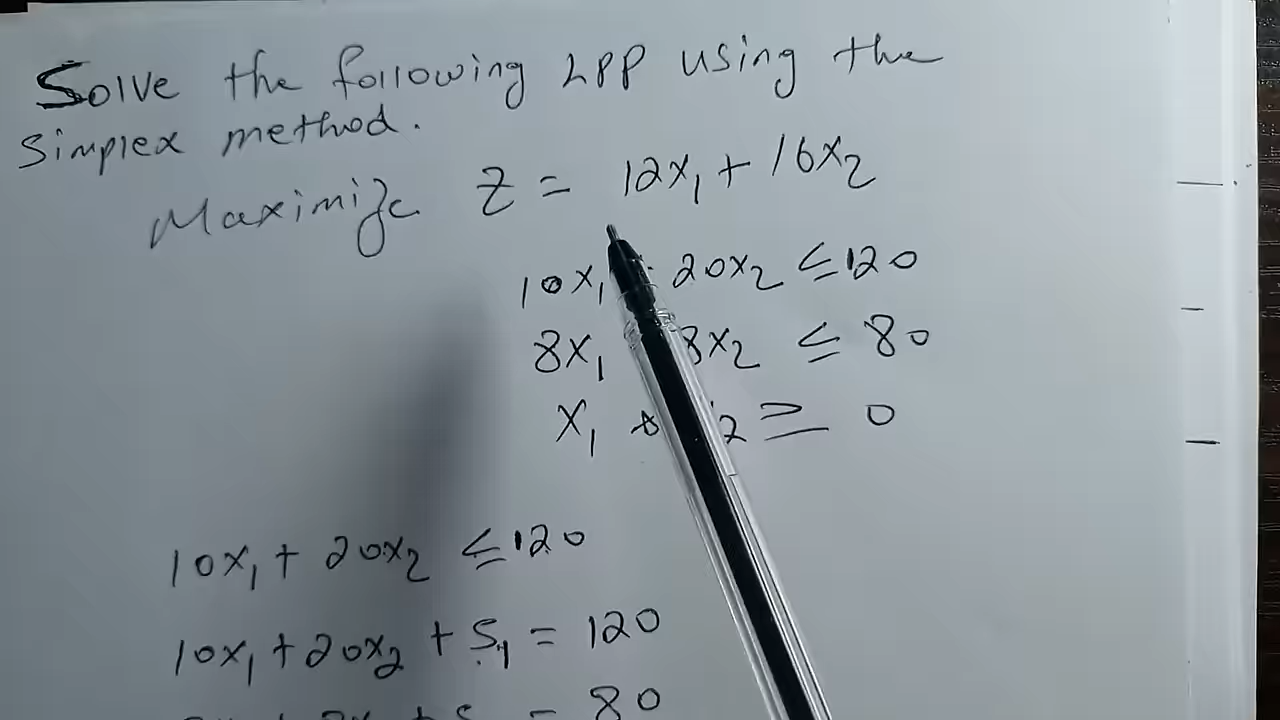 Solve the following LPP using the
simplex method.
Maximize Z = 12x₁ + 16x₂
10x₁ 20x₂ ≤ 120
8x₁ 8x₂ ≤ 80
x₁ 2 ≥ 0
10x₁ + 20x₂ ≤ 120
10x₁ + 20x₂ + S₁ = 120
= 80